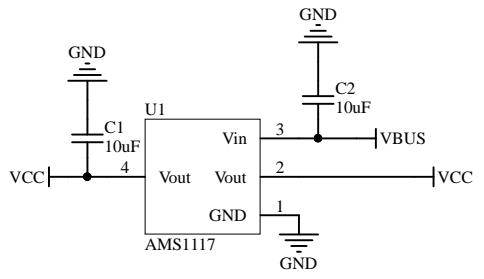 GND
GND
C1
10uF
U1
C2
10uF
Vin
3
VBUS
VCC
4
Vout
Vout
2
VCC
GND
1
AMS1117
GND